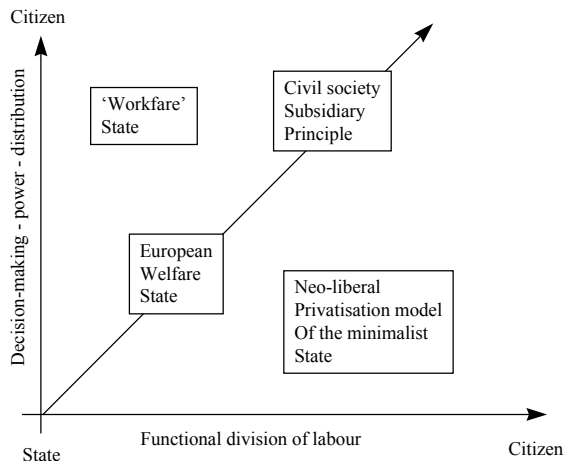 Citizen
Decision-making - power - distribution
‘Workfare’
State
Civil society
Subsidiary
Principle
European
Welfare
State
Neo-liberal
Privatisation model
Of the minimalist
State
State
Functional division of labour
Citizen